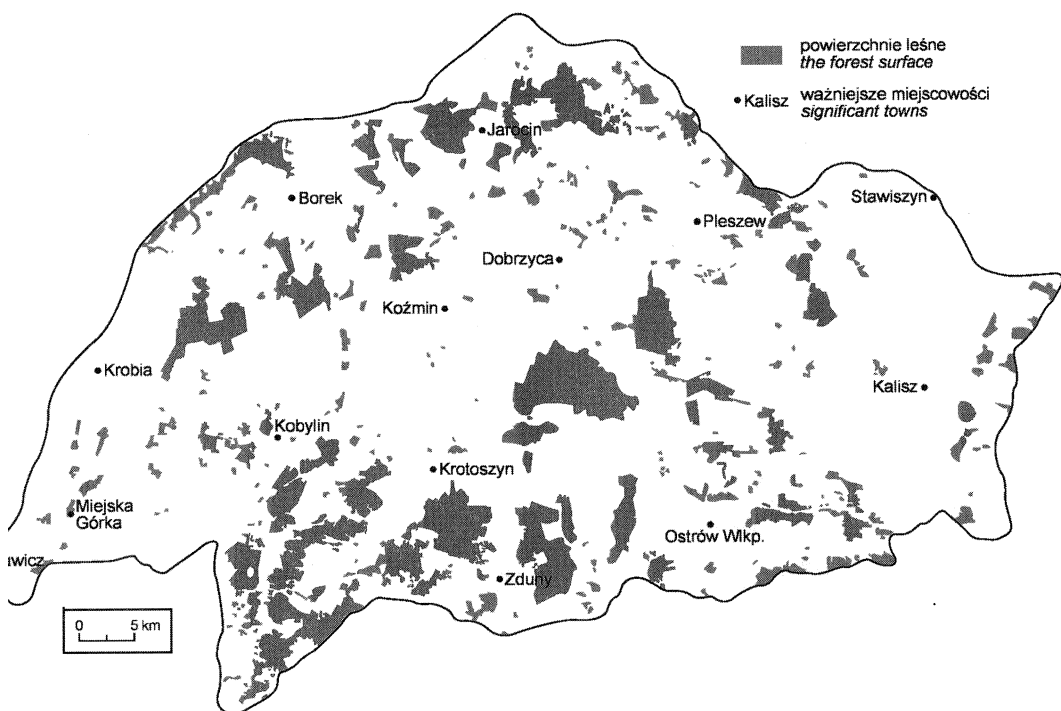 powierzchnie leśne
the forest surface
Kalisz
ważniejsze miejscowości
significant towns
Jarocin
Borek
Stawiszyn
Pleszew
Dobrzyca
Koźmin
Krobia
Kalisz
Kobylin
Krotoszyn
Miejska
Górka
Ostrów Wlkp.
awicz
Zduny
0 5 km